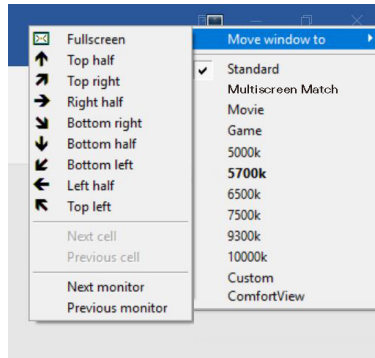 Fullscreen
Top half
Top right
Right half
Bottom right
Bottom half
Bottom left
Left half
Top left
Next cell
Previous cell
Next monitor
Previous monitor
Move window to
Standard
Multiscreen Match
Movie
Game
5000k
5700k
6500k
7500k
9300k
10000k
Custom
ComfortView